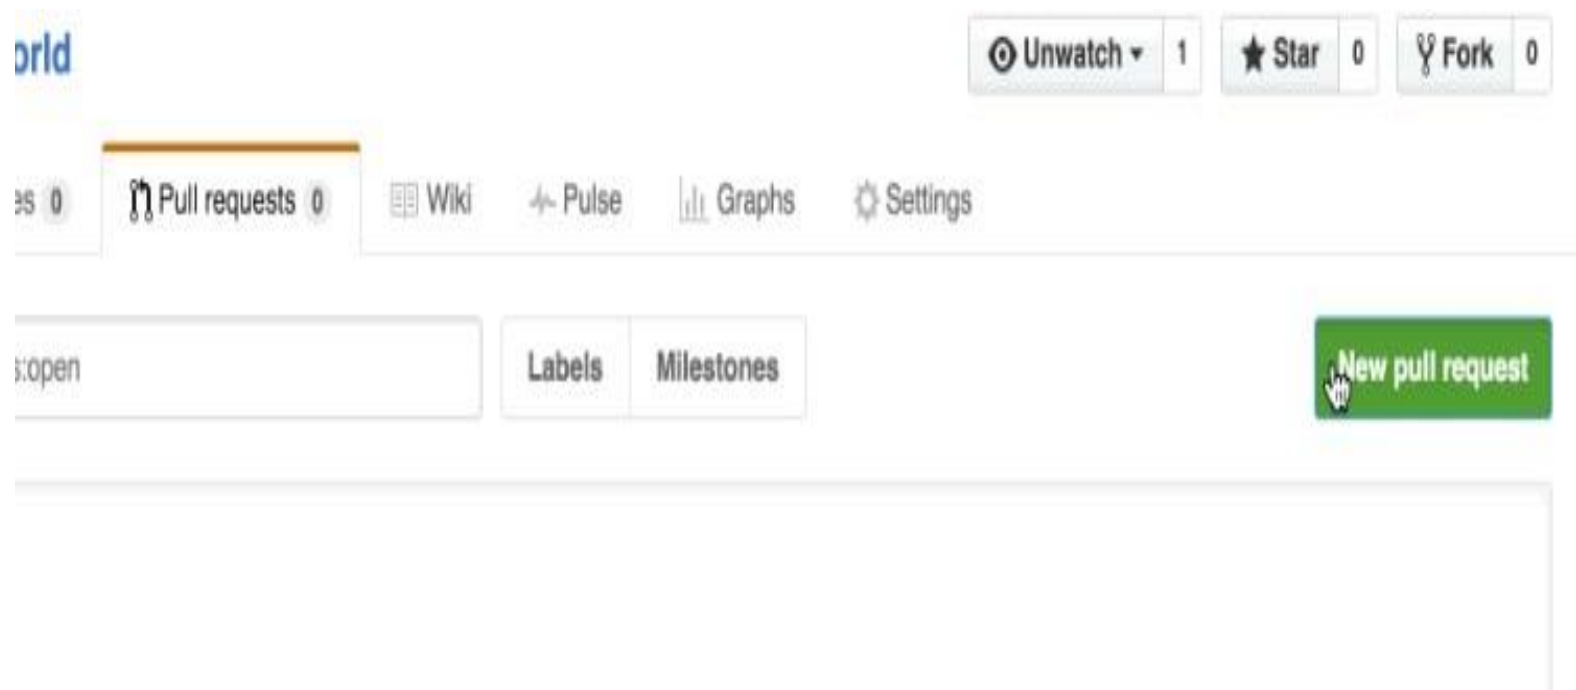 orld Unwatch 1 Star 0 Fork 0
es 0 Pull requests 0 Wiki Pulse Graphs Settings
s:open Labels Milestones New pull request